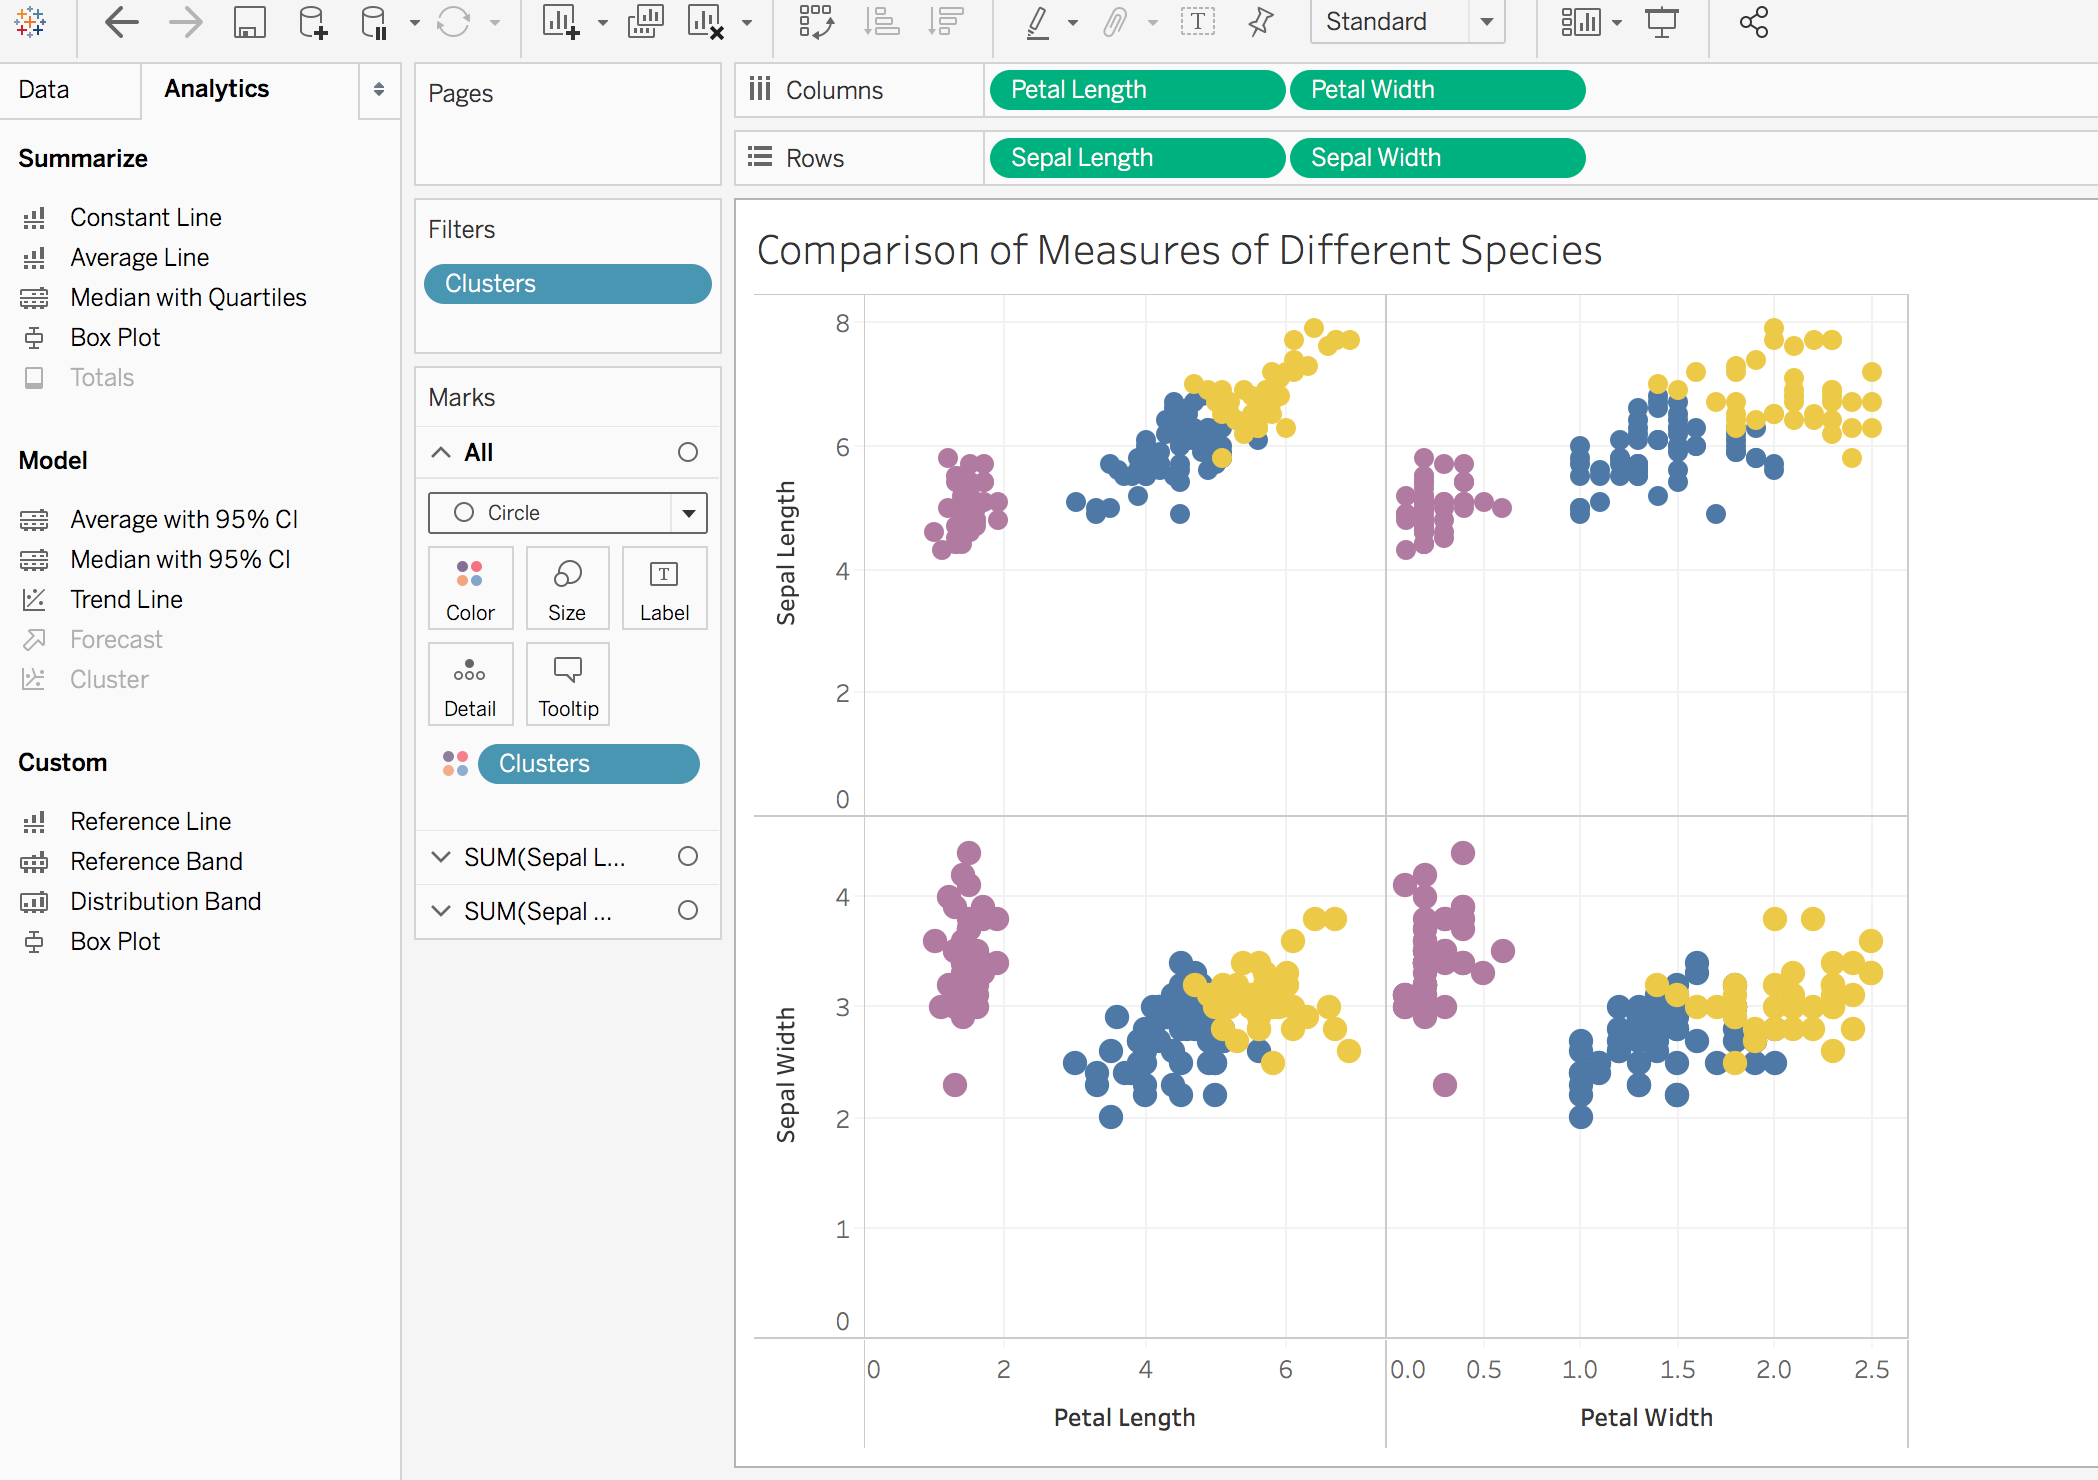 Standard
Data
Analytics
Summarize
Constant Line
Average Line
Median with Quartiles
Box Plot
Totals
Model
Average with 95% CI
Median with 95% CI
Trend Line
Forecast
Cluster
Custom
Reference Line
Reference Band
Distribution Band
Box Plot
Pages
Filters
Clusters
Marks
All
Circle
Color
Size
T
Label
Detail
Tooltip
Clusters
SUM(Sepal L...
SUM(Sepal ...
Columns
Petal Length
Petal Width
Rows
Sepal Length
Sepal Width
Comparison of Measures of Different Species
8
6
4
2
0
Sepal Length
4
3
2
1
0
Sepal Width
0 2 4 6
0.0 0.5 1.0 1.5 2.0 2.5
Petal Length
Petal Width
T